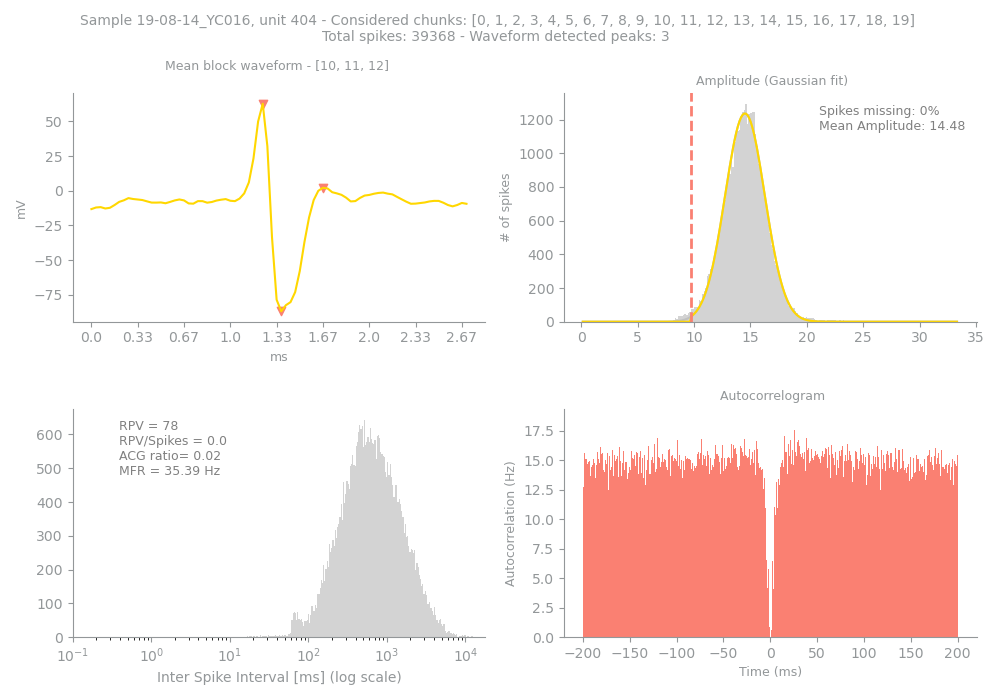 Sample 19-08-14_YC016, unit 404 - Considered chunks: [0, 1, 2, 3, 4, 5, 6, 7, 8, 9, 10, 11, 12, 13, 14, 15, 16, 17, 18, 19]
Total spikes: 39368 - Waveform detected peaks: 3
Mean block waveform - [10, 11, 12]
50
25
0
−25
−50
−75
mV
0.0 0.33 0.67 1.0 1.33 1.67 2.0 2.33 2.67
ms
Amplitude (Gaussian fit)
Spikes missing: 0%
Mean Amplitude: 14.48
1200
1000
800
600
400
200
0
# of spikes
0 5 10 15 20 25 30 35
RPV = 78
RPV/Spikes = 0.0
ACG ratio= 0.02
MFR = 35.39 Hz
600
500
400
300
200
100
0
10⁻¹ 10⁰ 10¹ 10² 10³ 10⁴
Inter Spike Interval [ms] (log scale)
Autocorrelogram
17.5
15.0
12.5
10.0
7.5
5.0
2.5
0.0
Autocorrelation (Hz)
−200 −150 −100 −50 0 50 100 150 200
Time (ms)